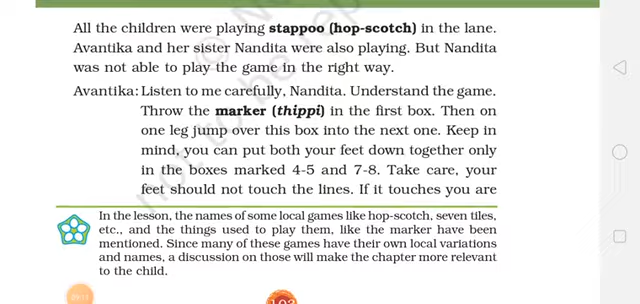 All the children were playing stappoo (hop-scotch) in the lane.
Avantika and her sister Nandita were also playing. But Nandita
was not able to play the game in the right way.
Avantika: Listen to me carefully, Nandita. Understand the game.
Throw the marker (thippi) in the first box. Then on
one leg jump over this box into the next one. Keep in
mind, you can put both your feet down together only
in the boxes marked 4-5 and 7-8. Take care, your
feet should not touch the lines. If it touches you are
In the lesson, the names of some local games like hop-scotch, seven tiles,
etc., and the things used to play them, like the marker have been
mentioned. Since many of these games have their own local variations
and names, a discussion on those will make the chapter more relevant
to the child.